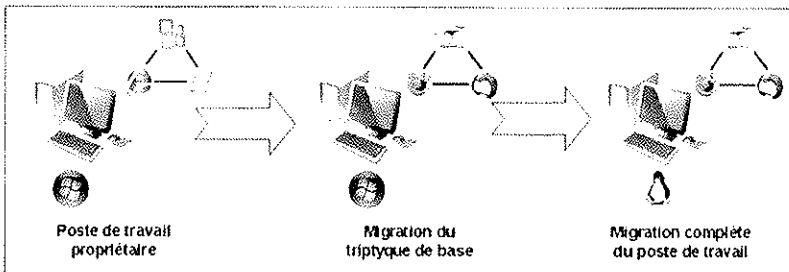 Poste de travail
propriétaire
Migration du
triptyque de base
Migration complète
du poste de travail